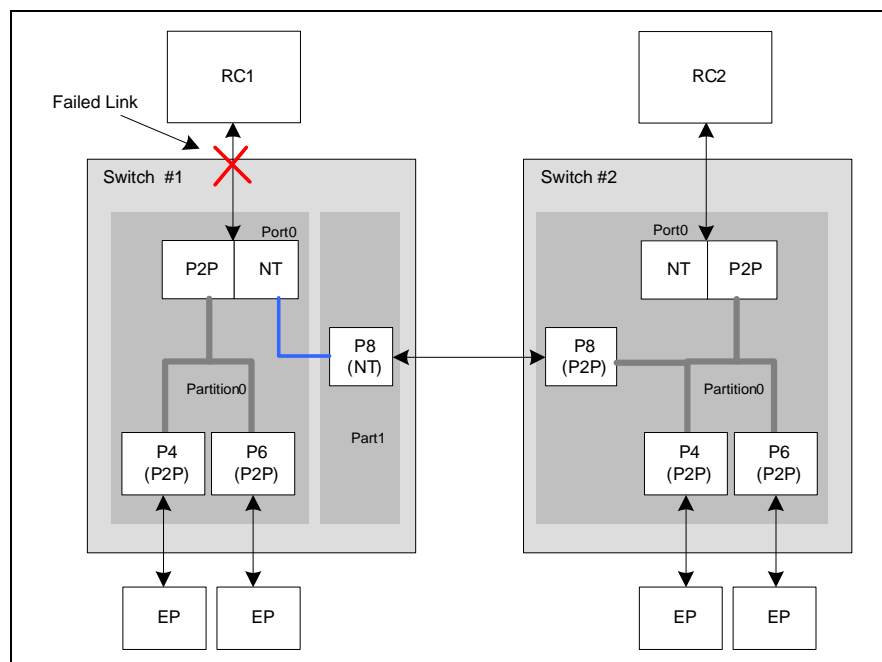 RC1
RC2
Failed Link
Switch #1
Switch #2
Port0
Port0
P2P
NT
NT
P2P
P8
(NT)
P8
(P2P)
Partition0
Partition0
Part1
P4
(P2P)
P6
(P2P)
P4
(P2P)
P6
(P2P)
EP
EP
EP
EP